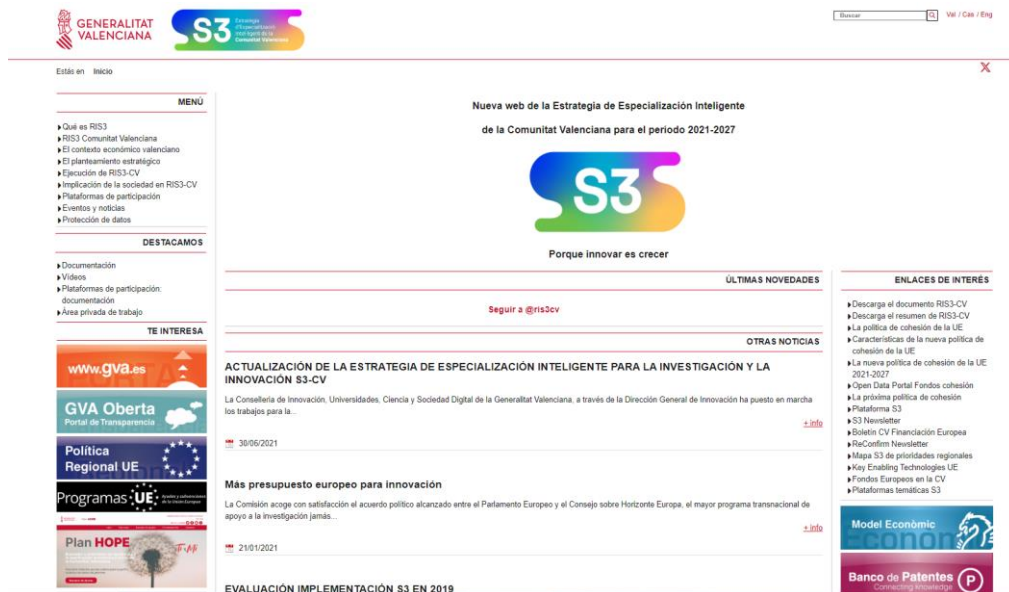 GENERALITAT
VALENCIANA
S3
Estrategia
d'Especialització
Intel·ligent de la
Comunitat Valenciana
Buscar
Val / Cas / Eng
Estás en Inicio
MENÚ
Qué es RIS3
RIS3 Comunitat Valenciana
El contexto económico valenciano
El planteamiento estratégico
Ejecución de RIS3-CV
Implicación de la sociedad en RIS3-CV
Plataformas de participación
Eventos y noticias
Protección de datos
DESTACAMOS
Documentación
Vídeos
Plataformas de participación:
documentación
Área privada de trabajo
TE INTERESA
www.gva.es
GVA Oberta
Portal de Transparencia
Política
Regional UE
Programas UE
Plan HOPE
Nueva web de la Estrategia de Especialización Inteligente
de la Comunitat Valenciana para el periodo 2021-2027
S3
Porque innovar es crecer
ÚLTIMAS NOVEDADES
Seguir a @ris3cv
OTRAS NOTICIAS
ACTUALIZACIÓN DE LA ESTRATEGIA DE ESPECIALIZACIÓN INTELIGENTE PARA LA INVESTIGACIÓN Y LA
INNOVACIÓN S3-CV
La Conselleria de Innovación, Universidades, Ciencia y Sociedad Digital de la Generalitat Valenciana, a través de la Dirección General de Innovación ha puesto en marcha
los trabajos para la...
+ info
30/06/2021
Más presupuesto europeo para innovación
La Comisión acoge con satisfacción el acuerdo político alcanzado entre el Parlamento Europeo y el Consejo sobre Horizonte Europa, el mayor programa transnacional de
apoyo a la investigación jamás...
+ info
21/01/2021
EVALUACIÓN IMPLEMENTACIÓN S3 EN 2019
ENLACES DE INTERÉS
Descarga el documento RIS3-CV
Descarga el resumen de RIS3-CV
La política de cohesión de la UE
Características de la nueva política de
cohesión de la UE
La nueva política de cohesión de la UE
2021-2027
Open Data Portal Fondos cohesión
La próxima política de cohesión
Plataforma S3
S3 Newsletter
Boletín CV Financiación Europea
ReConfirm Newsletter
Mapa S3 de prioridades regionales
Key Enabling Technologies UE
Fondos Europeos en la CV
Plataformas temáticas S3
Model Econòmic
Banco de Patentes
Connecting knowledge